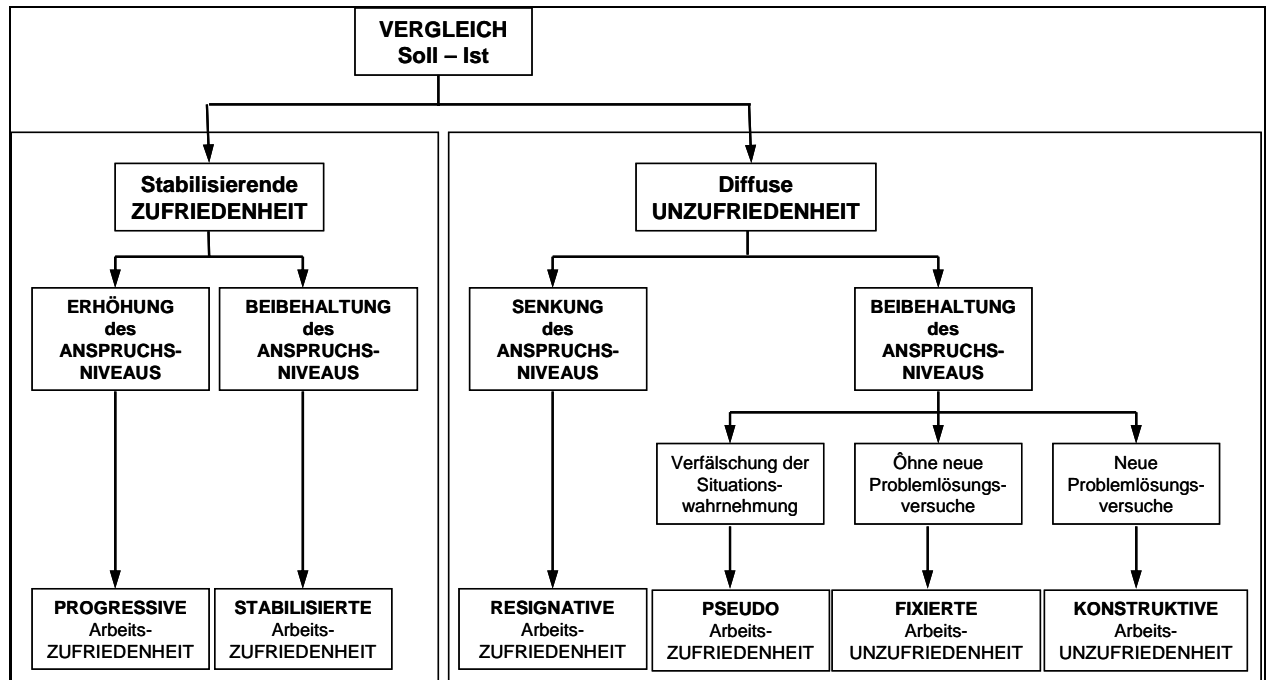 VERGLEICH
Soll – Ist
Stabilisierende
ZUFRIEDENHEIT
Diffuse
UNZUFRIEDENHEIT
ERHÖHUNG
des
ANSPRUCHS-
NIVEAUS
BEIBEHALTUNG
des
ANSPRUCHS-
NIVEAUS
SENKUNG
des
ANSPRUCHS-
NIVEAUS
BEIBEHALTUNG
des
ANSPRUCHS-
NIVEAUS
Verfälschung der
Situations-
wahrnehmung
Ôhne neue
Problemlösungs-
versuche
Neue
Problemlösungs-
versuche
PROGRESSIVE
Arbeits-
ZUFRIEDENHEIT
STABILISIERTE
Arbeits-
ZUFRIEDENHEIT
RESIGNATIVE
Arbeits-
ZUFRIEDENHEIT
PSEUDO
Arbeits-
ZUFRIEDENHEIT
FIXIERTE
Arbeits-
UNZUFRIEDENHEIT
KONSTRUKTIVE
Arbeits-
UNZUFRIEDENHEIT